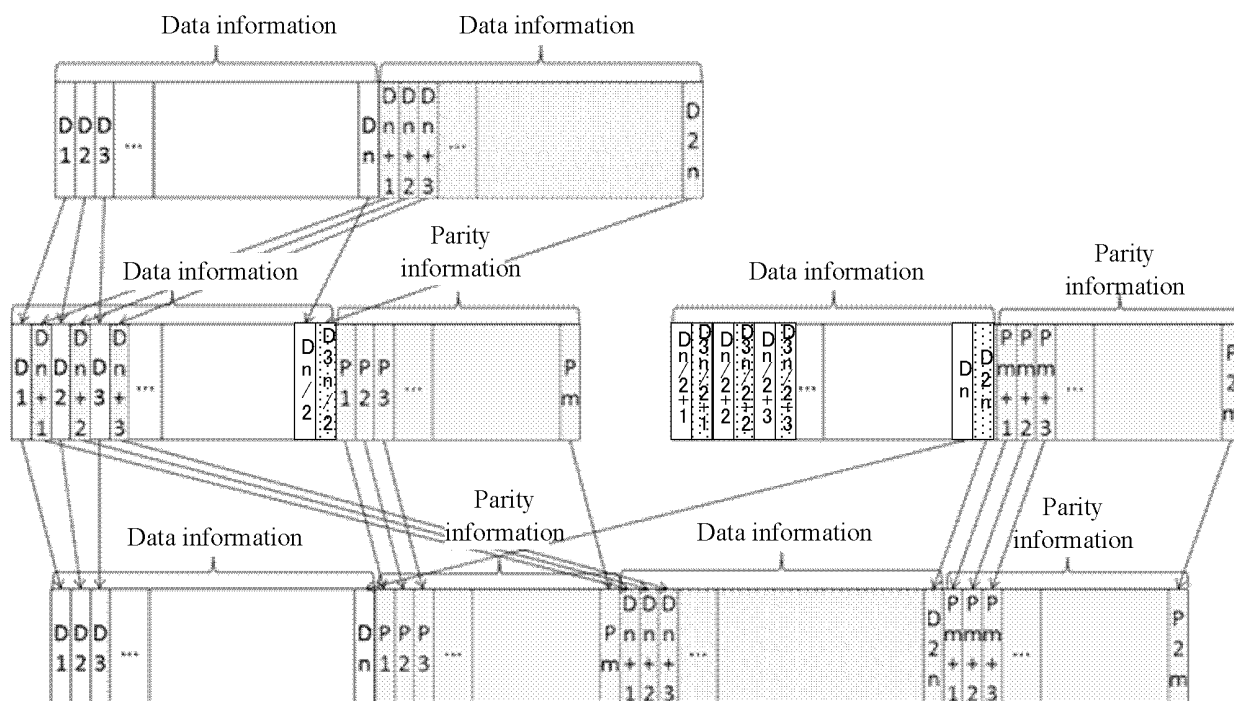 Data information
Data information
D1
D2
D3
...
Dn
Dn+1
Dn+2
Dn+3
...
D2n
Data information
Parity
information
Data information
Parity
information
D1
Dn+1
D2
Dn+2
D3
Dn+3
...
Dn/2
D3n/2
P1
P2
P3
...
Pm
Dn/2+1
D3n/2+1
Dn/2+2
D3n/2+2
Dn/2+3
D3n/2+3
...
Dn
D2n
Pm+1
Pm+2
Pm+3
...
P2m
Data information
Parity
information
Data information
Parity
information
D1
D2
D3
...
Dn
P1
P2
P3
...
Pm
Dn+1
Dn+2
Dn+3
...
D2n
Pm+1
Pm+2
Pm+3
...
P2m